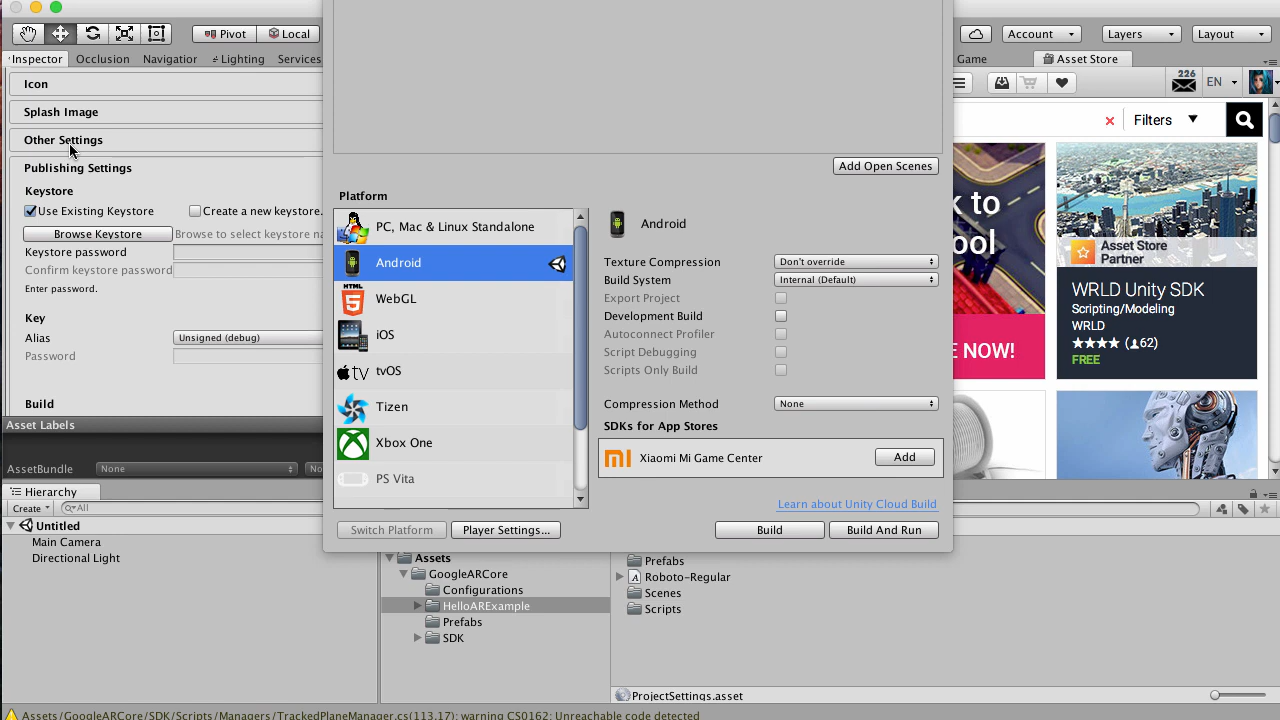 Pivot
Local
Account
Layers
Layout
Inspector
Occlusion
Navigatior
Lighting
Services
Game
Asset Store
Icon
Splash Image
Other Settings
Publishing Settings
Keystore
Use Existing Keystore
Create a new keystore.
Browse Keystore
Browse to select keystore na
Keystore password
Confirm keystore password
Enter password.
Key
Alias
Unsigned (debug)
Password
Build
Asset Labels
AssetBundle
None
No
Hierarchy
Create
All
Untitled
Main Camera
Directional Light
Add Open Scenes
Platform
PC, Mac & Linux Standalone
Android
HTML
5
WebGL
iOS
tv
tvOS
Tizen
Xbox One
PS Vita
Switch Platform
Player Settings...
Android
Texture Compression
Don't override
Build System
Internal (Default)
Export Project
Development Build
Autoconnect Profiler
Script Debugging
Scripts Only Build
Compression Method
None
SDKs for App Stores
Xiaomi Mi Game Center
Add
Learn about Unity Cloud Build
Build
Build And Run
226
EN
Filters
k to
ool
E NOW!
Asset Store
Partner
WRLD Unity SDK
Scripting/Modeling
WRLD
(62)
FREE
Assets
GoogleARCore
Configurations
HelloARExample
Prefabs
SDK
Prefabs
Roboto-Regular
Scenes
Scripts
ProjectSettings.asset
Assets/GoogleARCore/SDK/Scripts/Managers/TrackedPlaneManager.cs(113,17): warning CS0162: Unreachable code detected